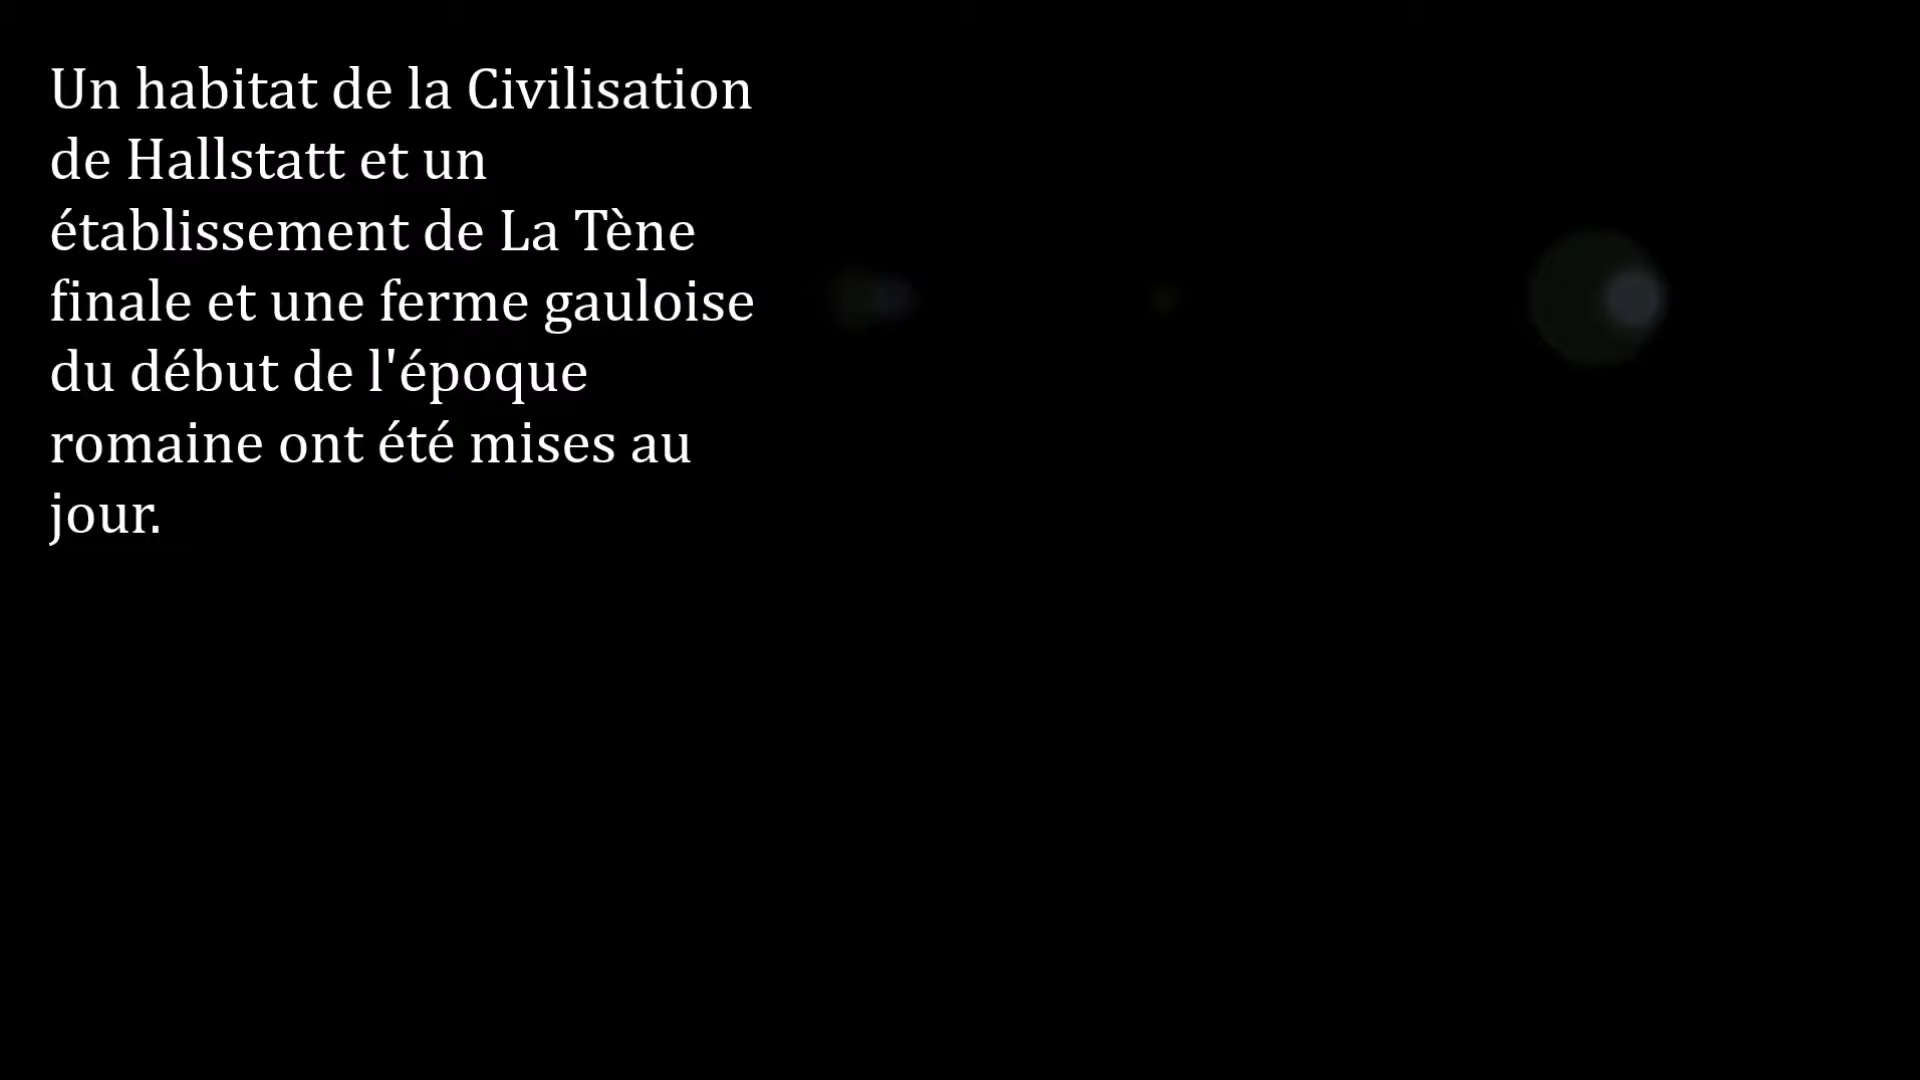 Un habitat de la Civilisation
de Hallstatt et un
établissement de La Tène
finale et une ferme gauloise
du début de l'époque
romaine ont été mises au
jour.